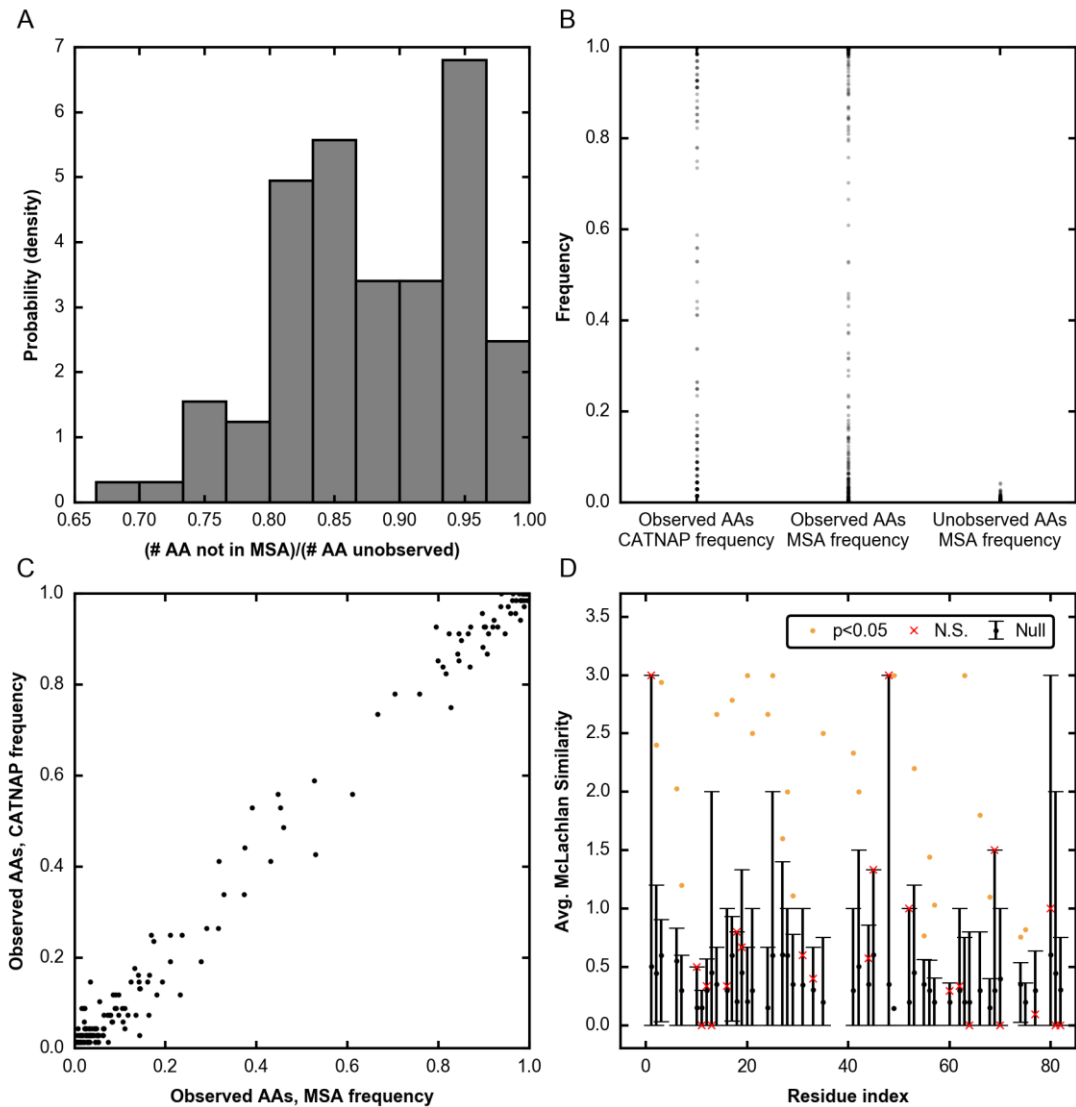 A
7
6
5
4
3
2
1
0
Probability (density)
0.65 0.70 0.75 0.80 0.85 0.90 0.95 1.00
(# AA not in MSA)/(# AA unobserved)
B
1.0
0.8
0.6
0.4
0.2
0.0
Frequency
Observed AAs Observed AAs Unobserved AAs
CATNAP frequency MSA frequency MSA frequency
C
1.0
0.8
0.6
0.4
0.2
0.0
Observed AAs, CATNAP frequency
0.0 0.2 0.4 0.6 0.8 1.0
Observed AAs, MSA frequency
D
3.5
3.0
2.5
2.0
1.5
1.0
0.5
0.0
Avg. McLachlan Similarity
p<0.05 N.S. Null
0 20 40 60 80
Residue index